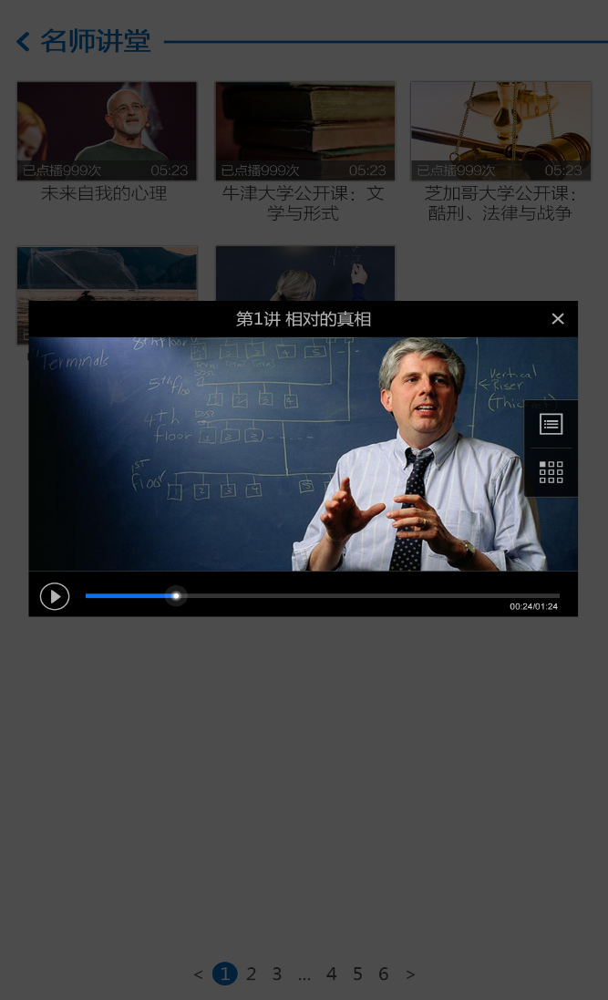 名师讲堂
已点播999次 05:23
已点播999次 05:23
已点播999次 05:23
未来自我的心理
牛津大学公开课：文
学与形式
芝加哥大学公开课：
酷刑、法律与战争
第1讲 相对的真相
8th floor
Terminals
5th floo
4th
floor
1st
floor
Vertical
Riser
00:24/01:24
< 1 2 3 ... 4 5 6 >